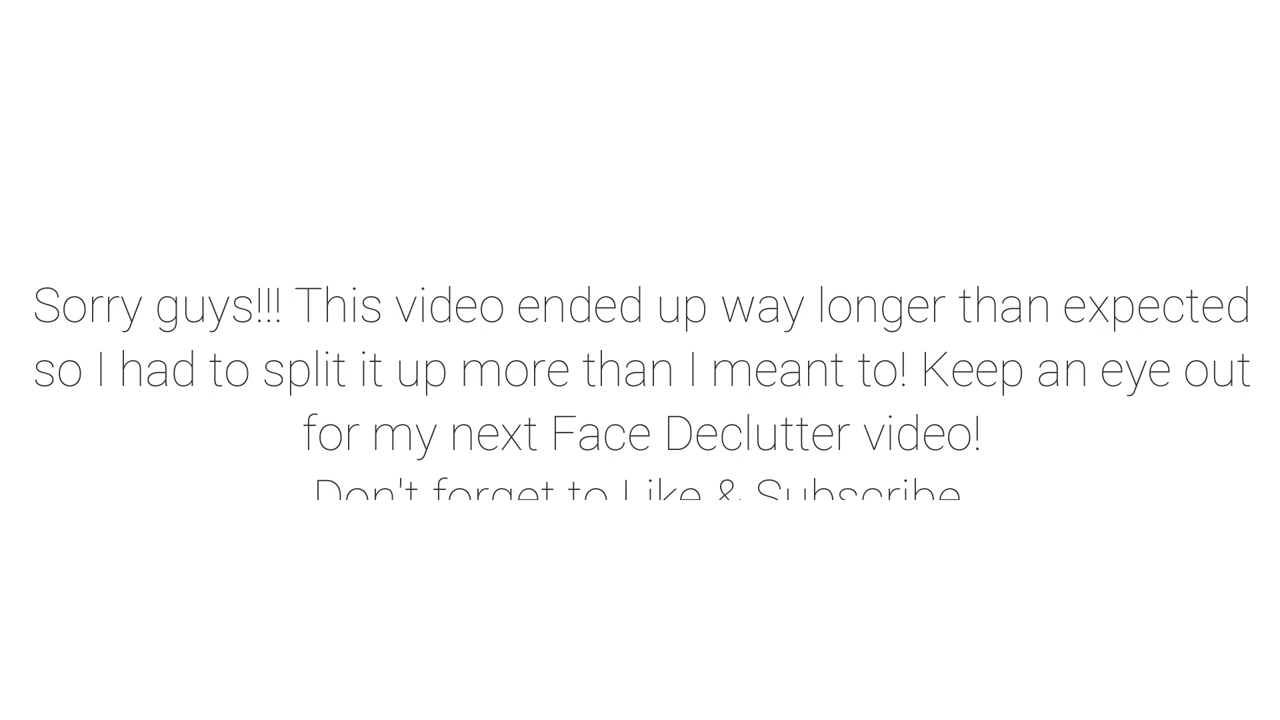 Sorry guys!!! This video ended up way longer than expected
so I had to split it up more than I meant to! Keep an eye out
for my next Face Declutter video!
Don't forget to Like & Subscribe